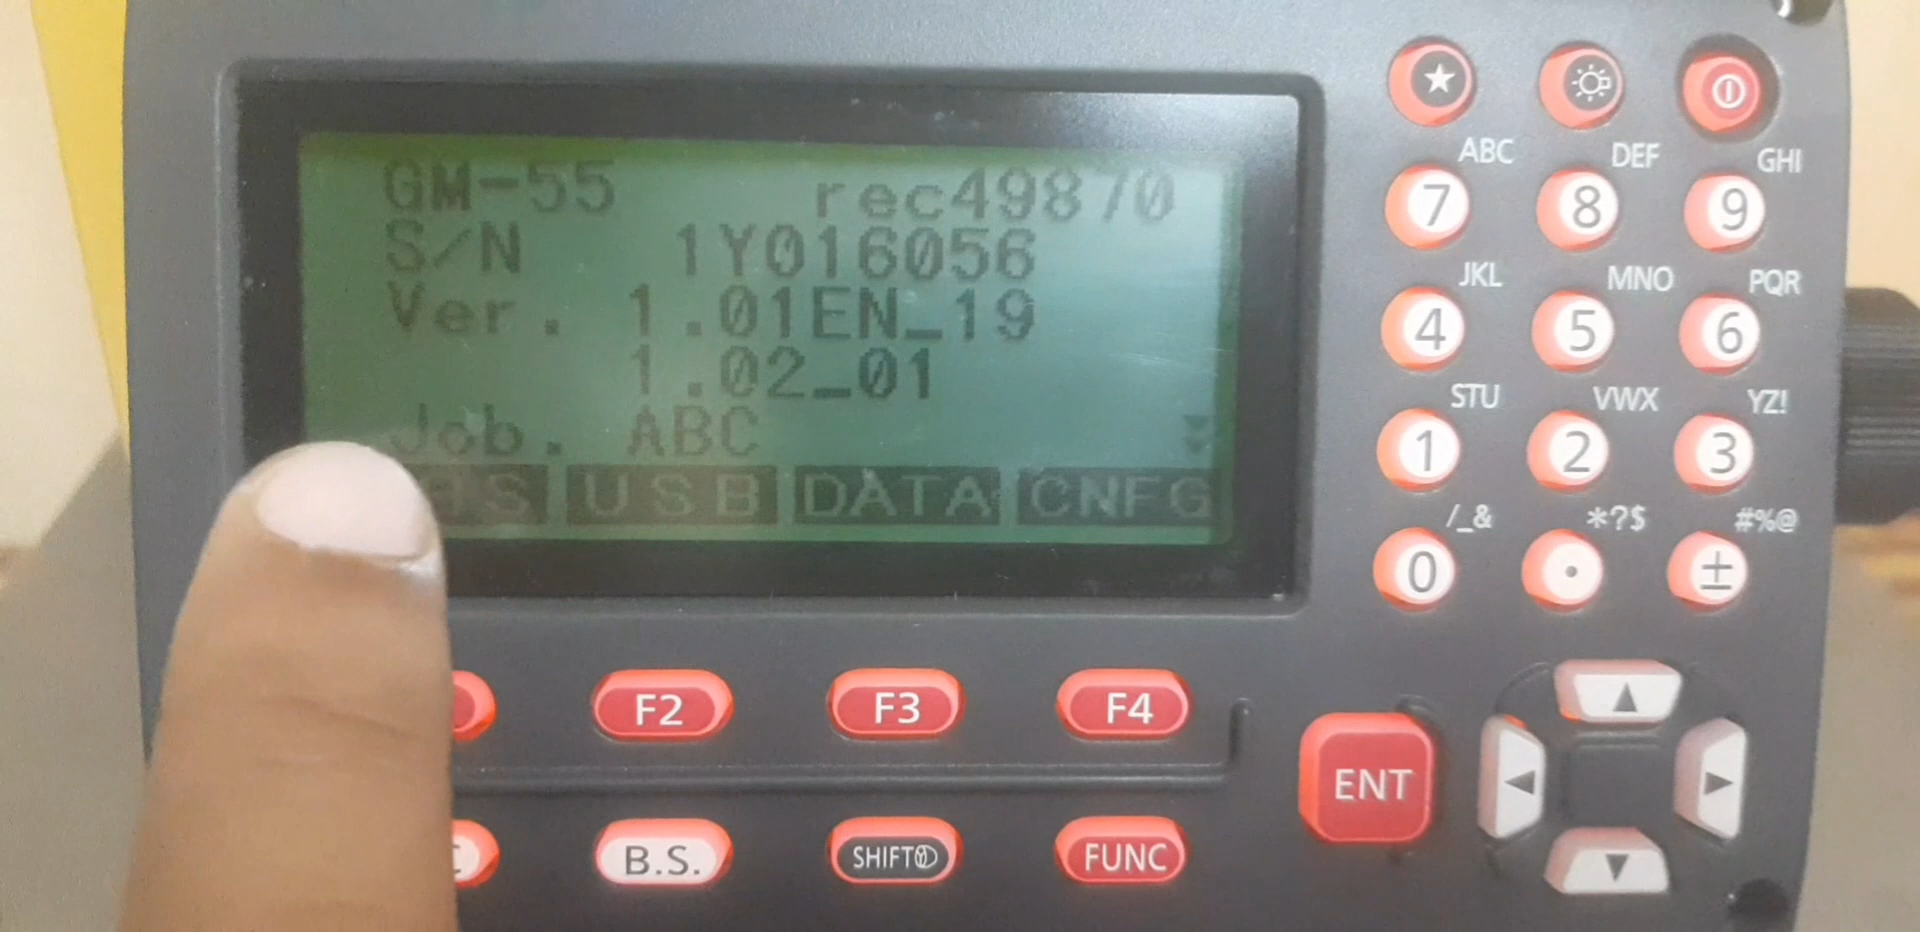 GM-55 rec49870
S/N 1Y016056
Ver. 1.01EN_19
1.02_01
Job. ABC
USB DATA CNFG
ABC DEF GHI
7 8 9
JKL MNO PQR
4 5 6
STU VWX YZ!
1 2 3
/_& *?$ #%@
0 . ±
F2 F3 F4
ENT
B.S. SHIFT FUNC